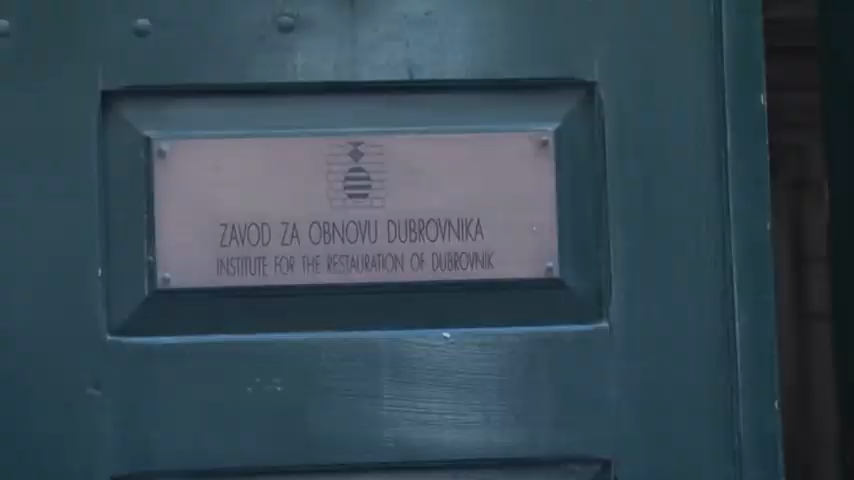 ZAVOD ZA OBNOVU DUBROVNIKA
INSTITUTE FOR THE RESTAURATION OF DUBROVNIK